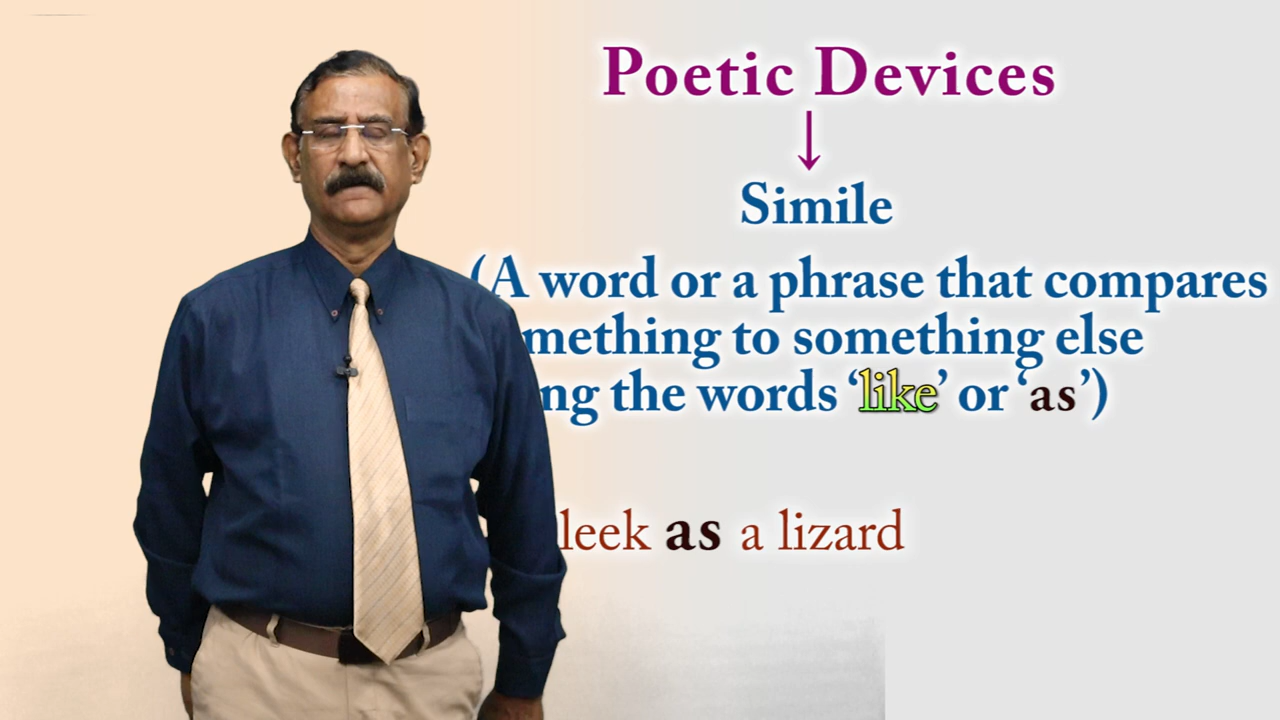 Poetic Devices
↓
Simile
(A word or a phrase that compares
mething to something else
ng the words ‘like’ or ‘as’)
leek as a lizard